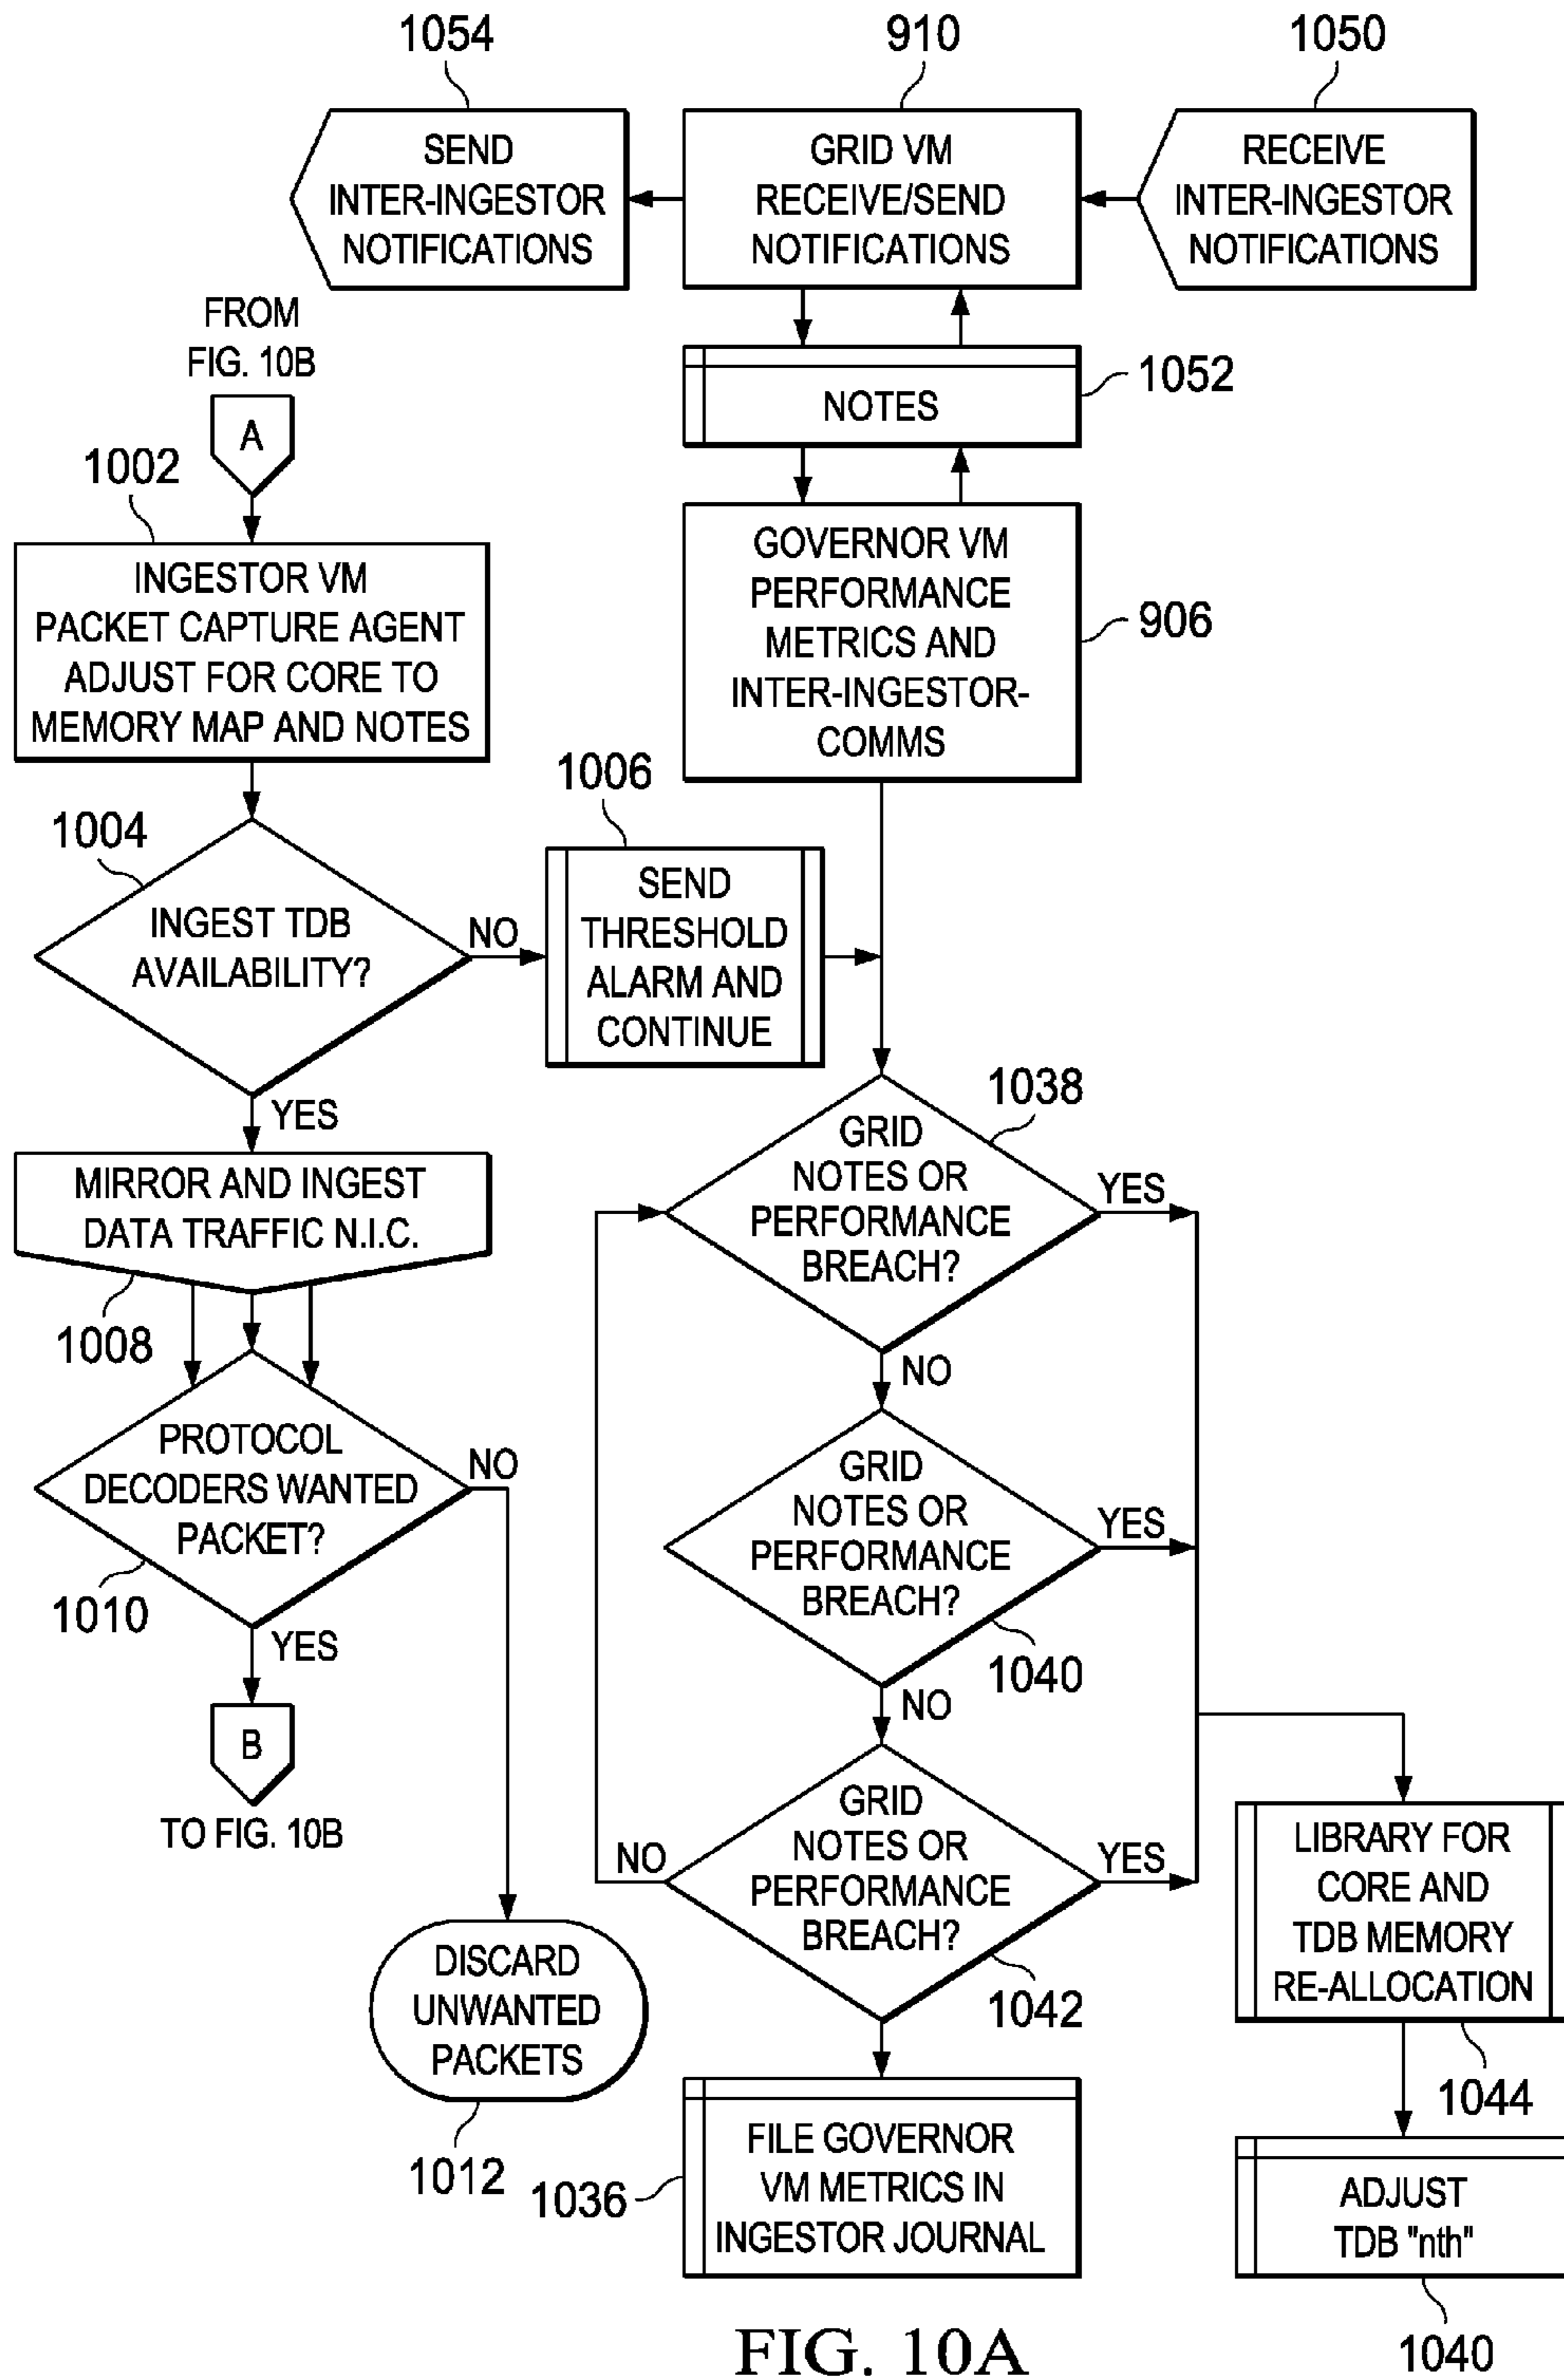 1054
910
1050
SEND
INTER-INGESTOR
NOTIFICATIONS
GRID VM
RECEIVE/SEND
NOTIFICATIONS
RECEIVE
INTER-INGESTOR
NOTIFICATIONS
FROM
FIG. 10B
A
NOTES
1052
1002
INGESTOR VM
PACKET CAPTURE AGENT
ADJUST FOR CORE TO
MEMORY MAP AND NOTES
GOVERNOR VM
PERFORMANCE
METRICS AND
INTER-INGESTOR-
COMMS
906
1004
INGEST TDB
AVAILABILITY?
NO
1006
SEND
THRESHOLD
ALARM AND
CONTINUE
YES
MIRROR AND INGEST
DATA TRAFFIC N.I.C.
1008
PROTOCOL
DECODERS WANTED
PACKET?
NO
1010
YES
B
TO FIG. 10B
DISCARD
UNWANTED
PACKETS
1012
1038
GRID
NOTES OR
PERFORMANCE
BREACH?
YES
NO
GRID
NOTES OR
PERFORMANCE
BREACH?
YES
1040
NO
GRID
NOTES OR
PERFORMANCE
BREACH?
NO
YES
1042
LIBRARY FOR
CORE AND
TDB MEMORY
RE-ALLOCATION
1044
1036
FILE GOVERNOR
VM METRICS IN
INGESTOR JOURNAL
ADJUST
TDB "nth"
1040
FIG. 10A